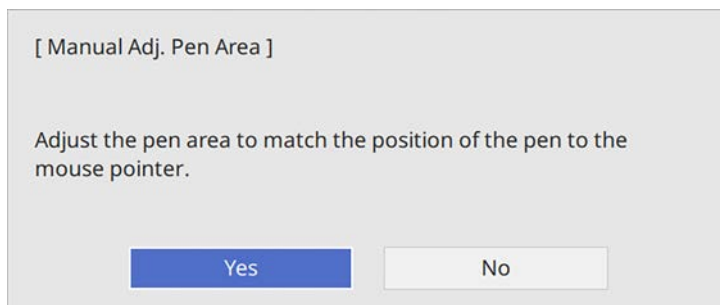 [ Manual Adj. Pen Area ]
Adjust the pen area to match the position of the pen to the
mouse pointer.
Yes No